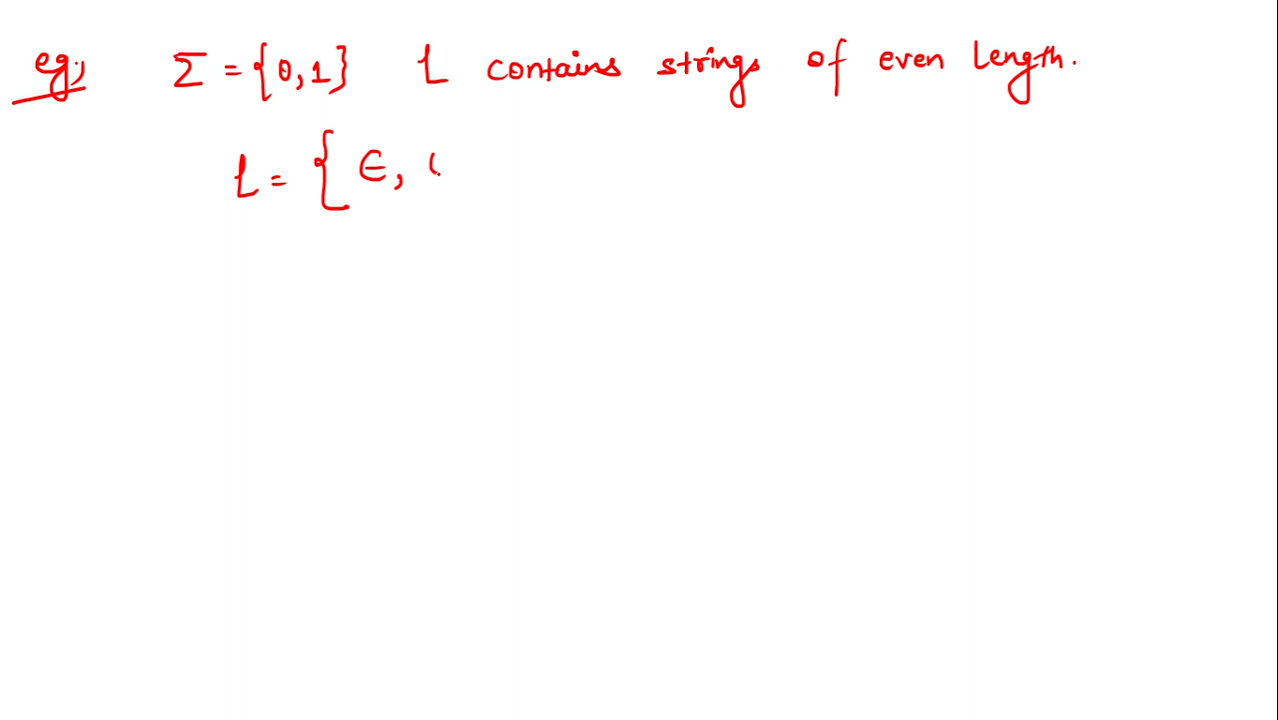 eg:) Σ = {0,1} L contains strings of even length.
L = { ∈, (